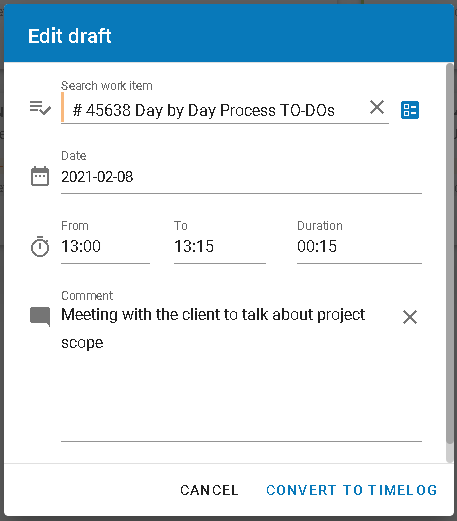 Edit draft
Search work item
# 45638 Day by Day Process TO-DOs
Date
2021-02-08
From To Duration
13:00 13:15 00:15
Comment
Meeting with the client to talk about project
scope
CANCEL CONVERT TO TIMELOG